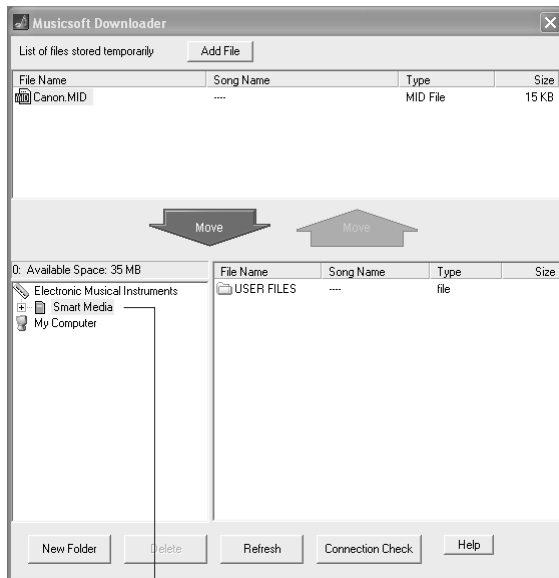 Musicsoft Downloader
List of files stored temporarily Add File
File Name Song Name Type Size
Canon.MID ---- MID File 15 KB
Move Move
0: Available Space: 35 MB
Electronic Musical Instruments
Smart Media
My Computer
File Name Song Name Type Size
USER FILES ---- file
New Folder Delete Refresh Connection Check Help